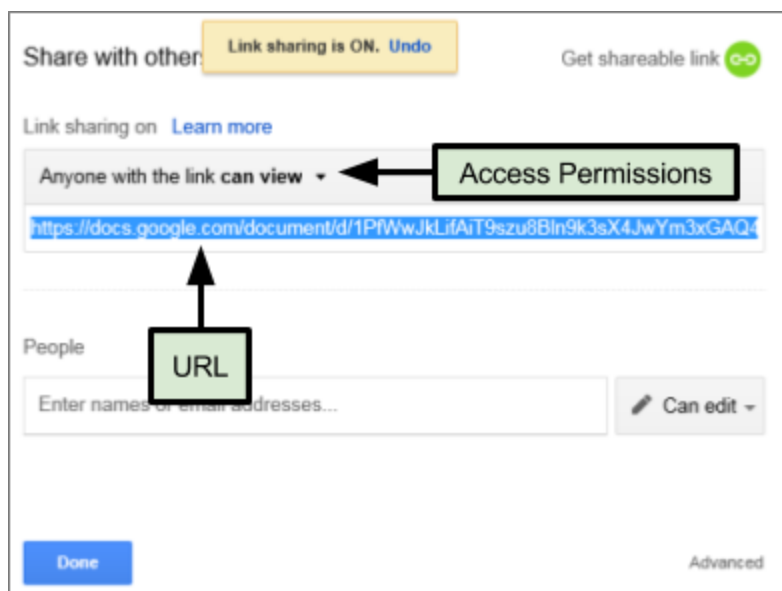 Share with other
Link sharing is ON. Undo
Get shareable link
Link sharing on Learn more
Anyone with the link can view
Access Permissions
https://docs.google.com/document/d/
URL
People
Enter names or email addresses...
Can edit
Done
Advanced